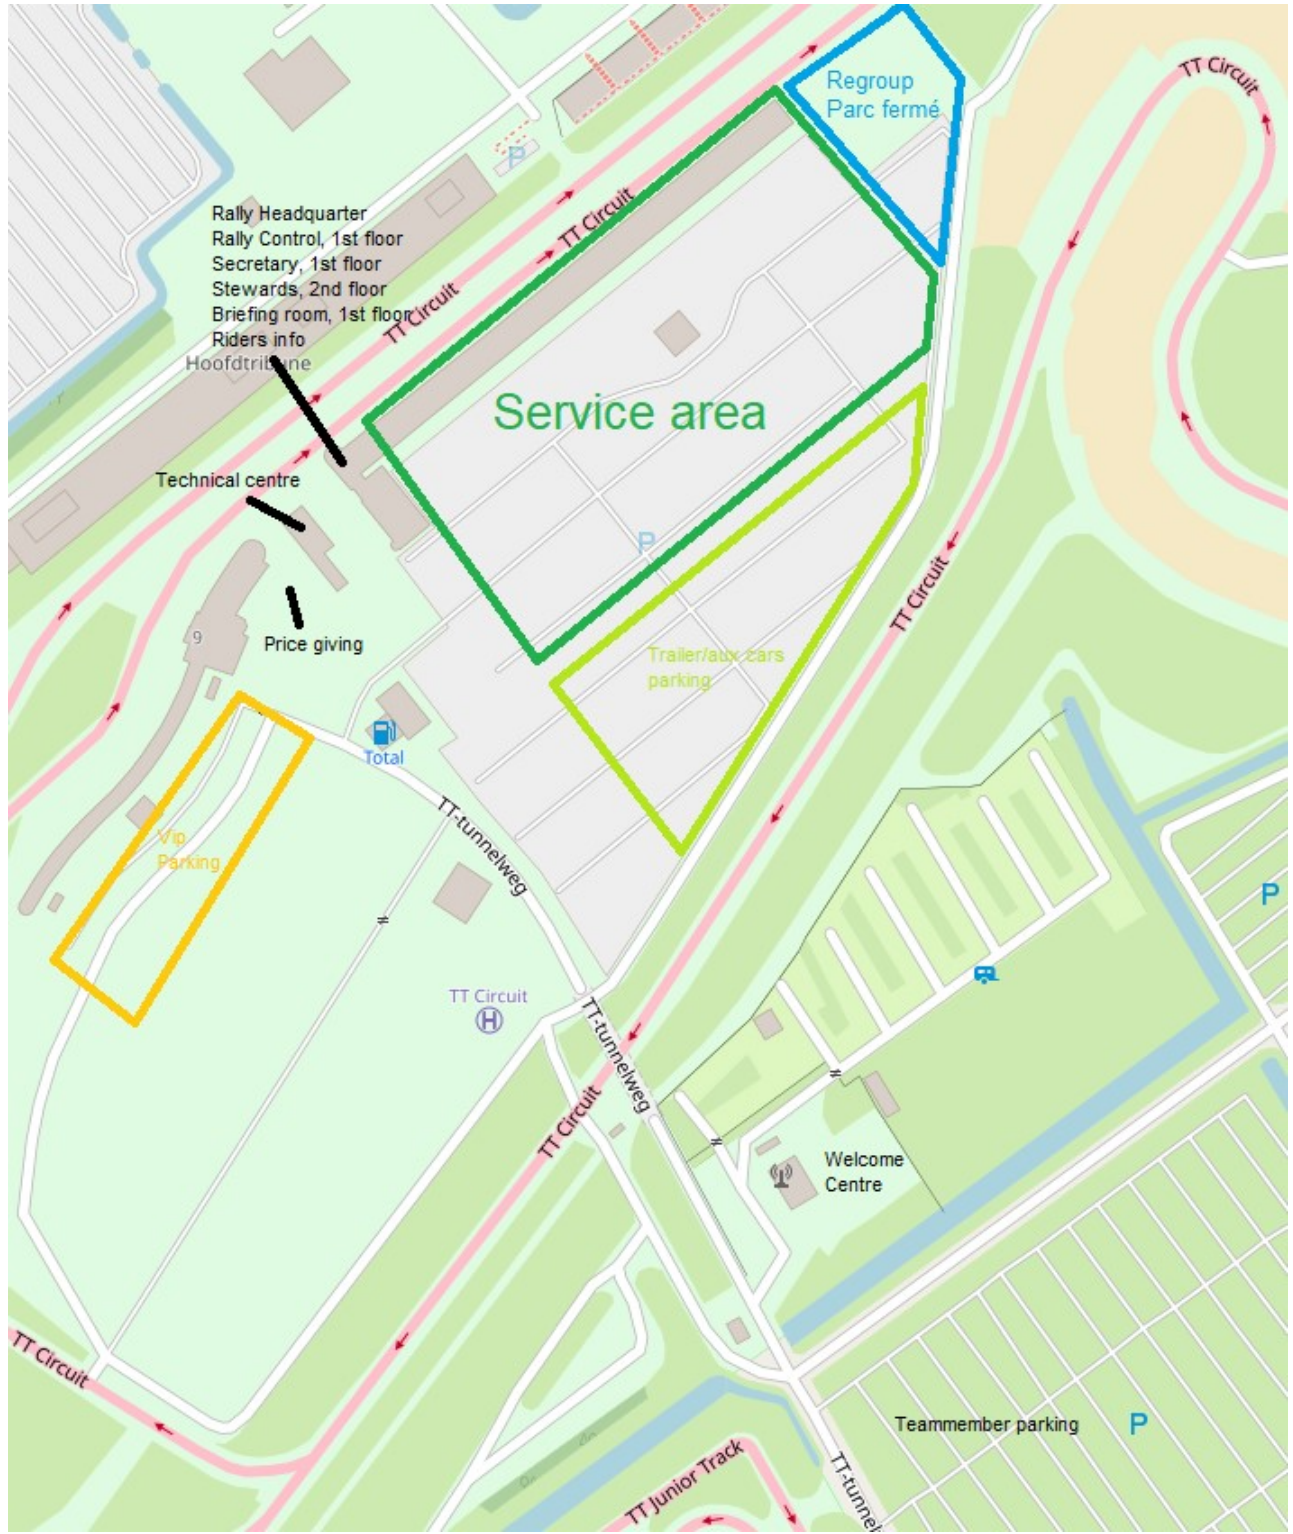 TT Circuit
Regroup
Parc fermé
P
TT Circuit
Rally Headquarter
Rally Control, 1st floor
Secretary, 1st floor
Stewards, 2nd floor
Briefing room, 1st floor
Riders info
TT Circuit
Hoofdtribune
Service area
Technical centre
P
TT Circuit
9
Price giving
Trailer/aux cars
parking
Total
TT-tunnelweg
Vip
Parking
P
TT Circuit
H
TT-tunnelweg
TT Circuit
Welcome
Centre
TT Circuit
Teammember parking
P
TT Junior Track
TT-tunnel